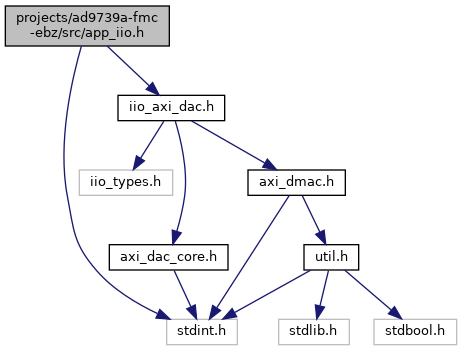 projects/ad9739a-fmc
-ebz/src/app_iio.h
iio_axi_dac.h
iio_types.h
axi_dmac.h
axi_dac_core.h
util.h
stdint.h
stdlib.h
stdbool.h